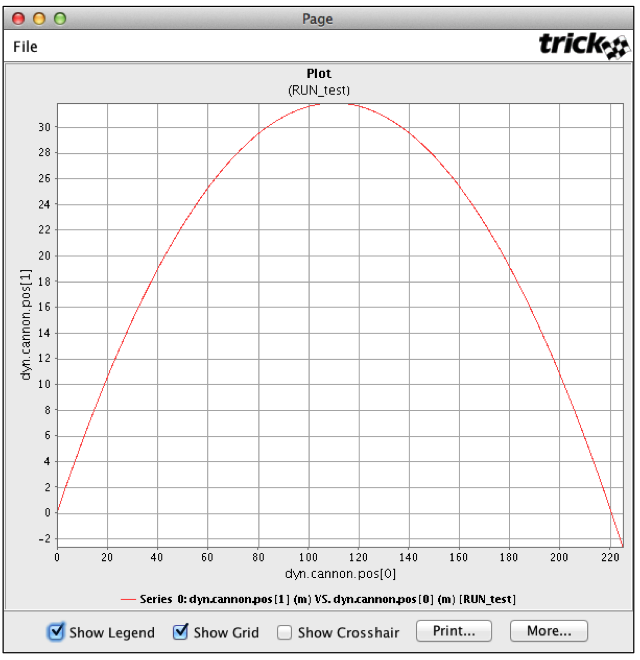 Page
File
trick
Plot
(RUN_test)
30
28
26
24
22
20
18
16
14
12
10
8
6
4
2
0
-2
dyn.cannon.pos[1]
0 20 40 60 80 100 120 140 160 180 200 220
dyn.cannon.pos[0]
Series 0: dyn.cannon.pos[1] (m) VS. dyn.cannon.pos[0] (m) [RUN_test]
Show Legend Show Grid Show Crosshair Print... More...